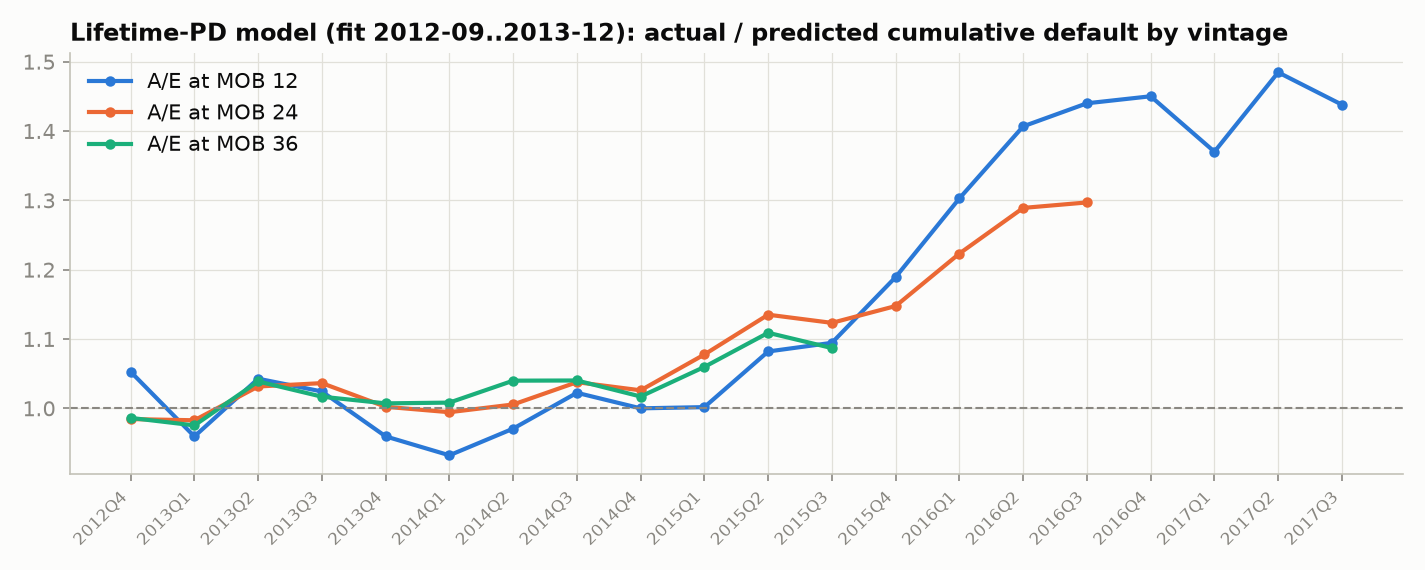 Lifetime-PD model (fit 2012-09..2013-12): actual / predicted cumulative default by vintage
A/E at MOB 12
A/E at MOB 24
A/E at MOB 36
1.5
1.4
1.3
1.2
1.1
1.0
2012Q4
2013Q1
2013Q2
2013Q3
2013Q4
2014Q1
2014Q2
2014Q3
2014Q4
2015Q1
2015Q2
2015Q3
2015Q4
2016Q1
2016Q2
2016Q3
2016Q4
2017Q1
2017Q2
2017Q3